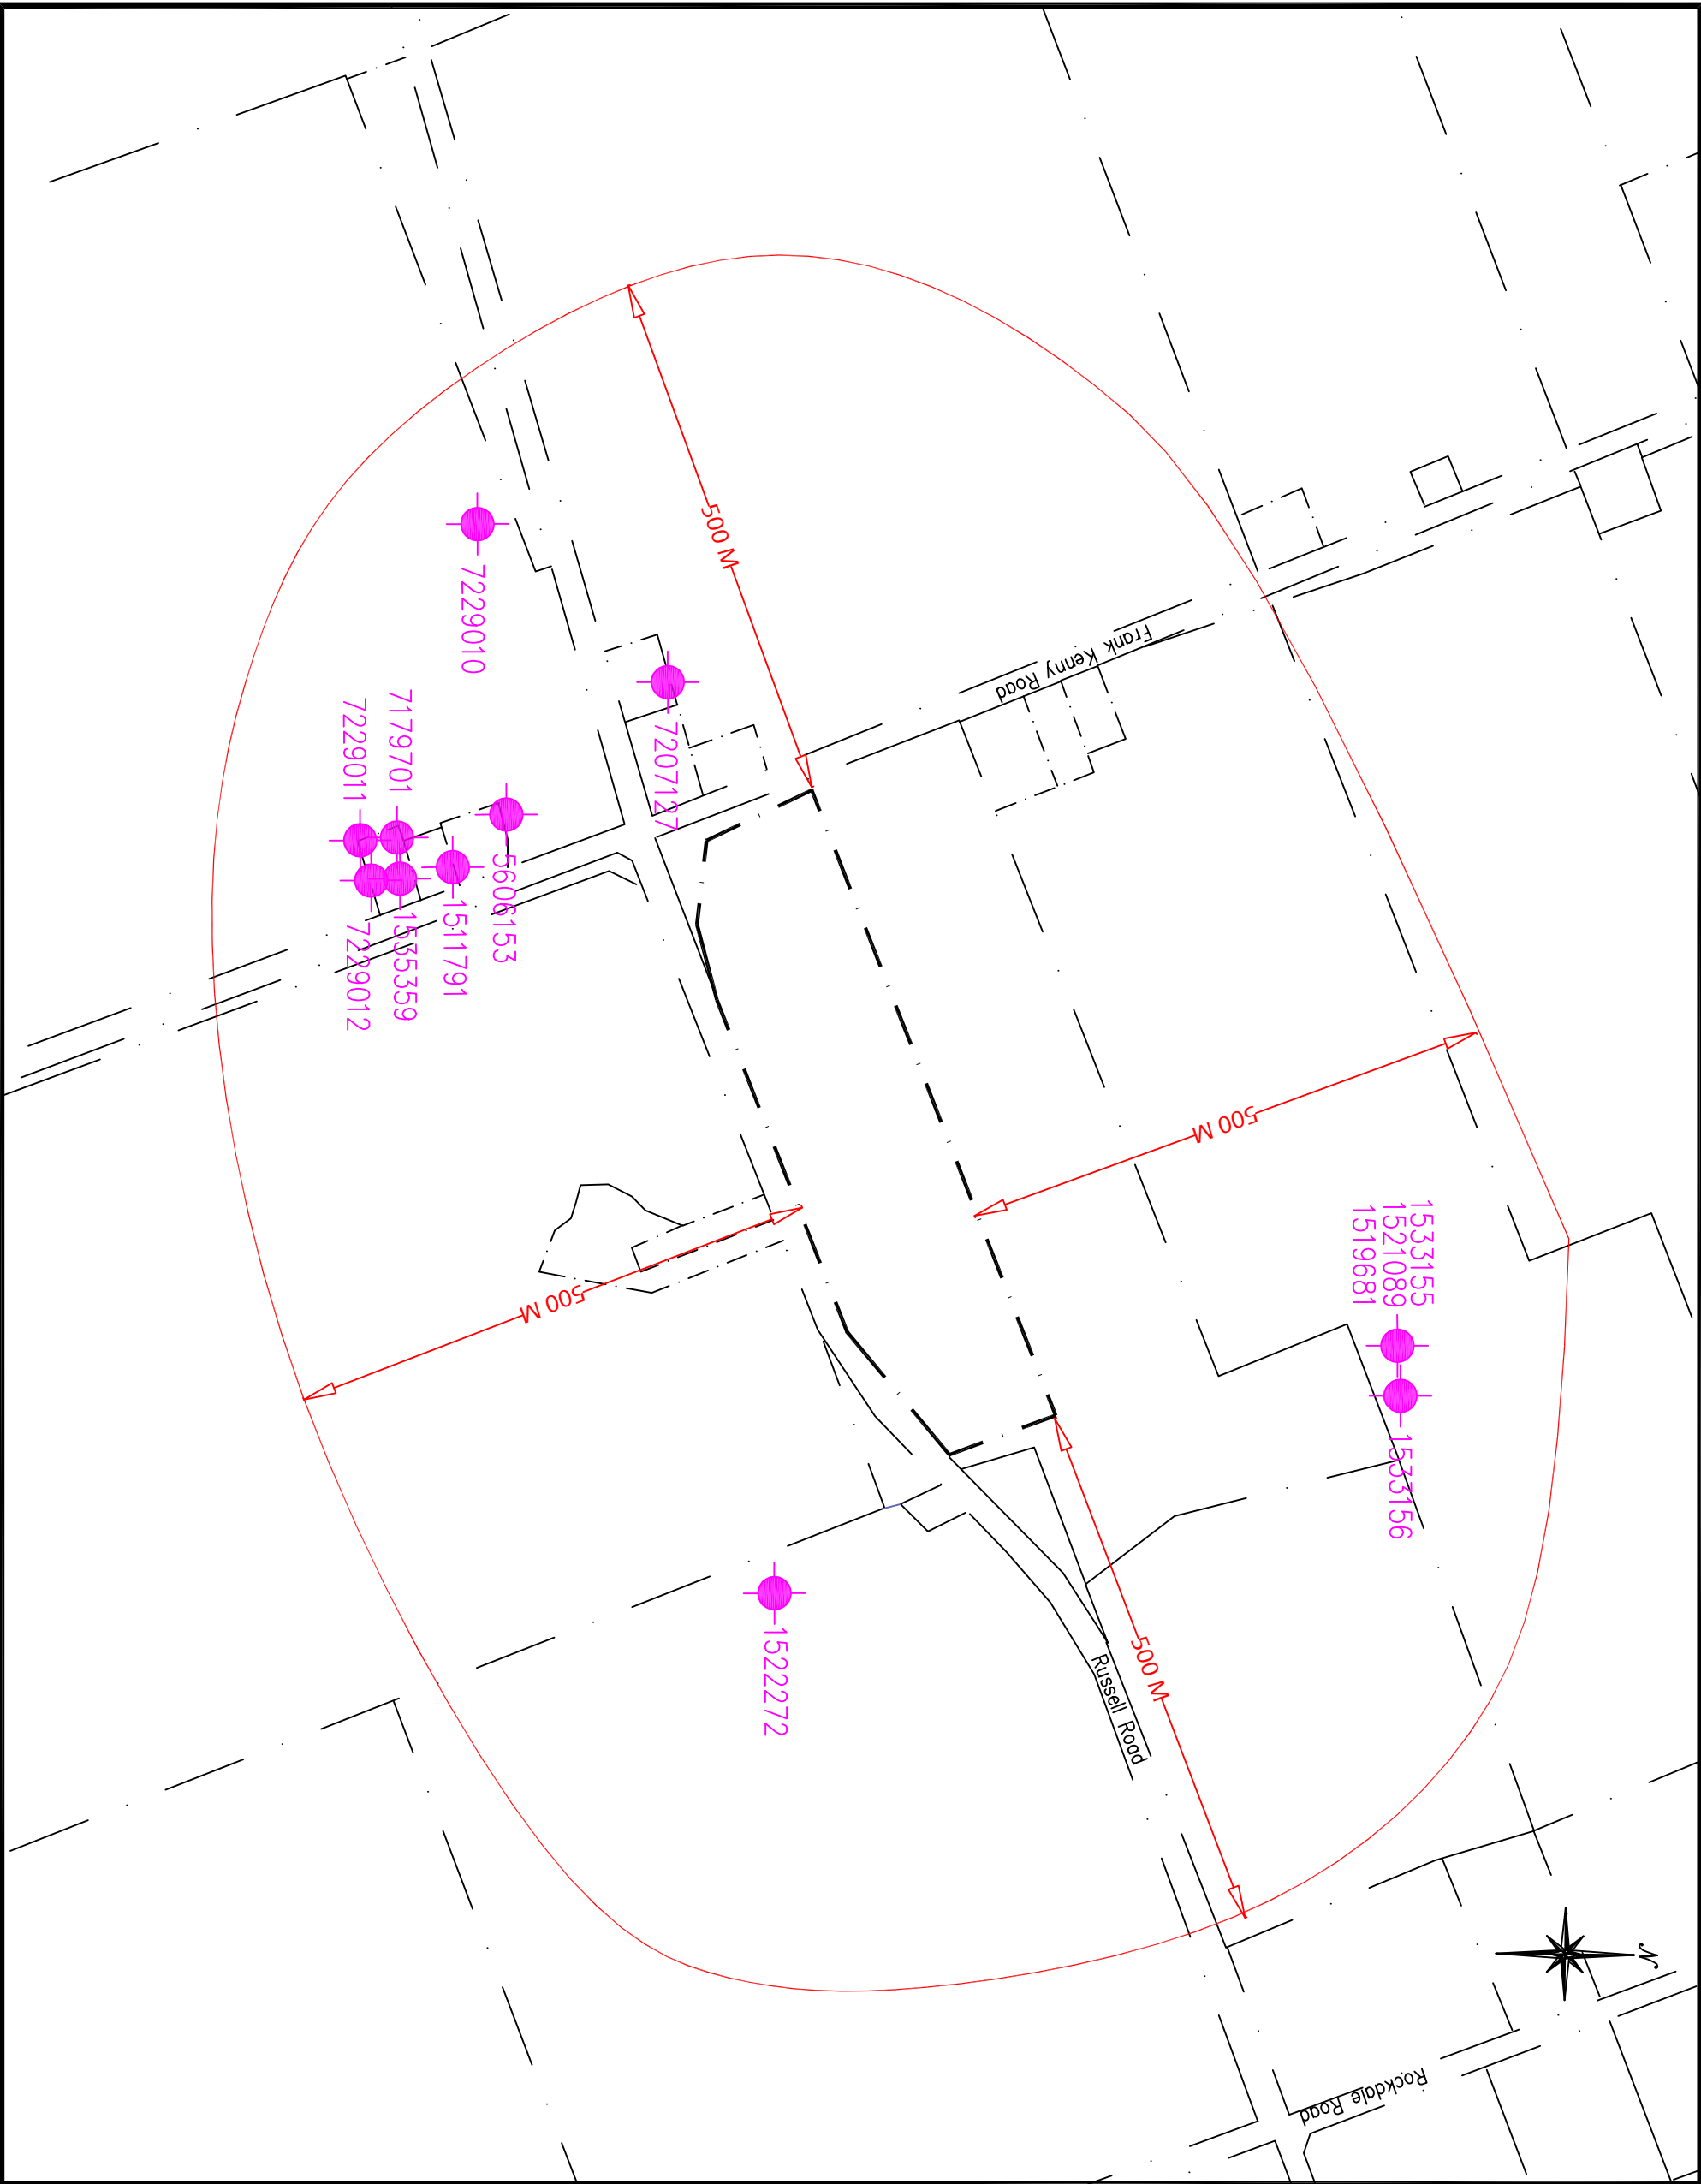 500 M
7229010
Frank Kenny Road
7207127
7179701
7229011
5606153
1511791
1535359
7229012
500 M
1533155
1521089
1519681
500 M
1533156
1522272
500 M
Russell Road
N
Rockdale Road